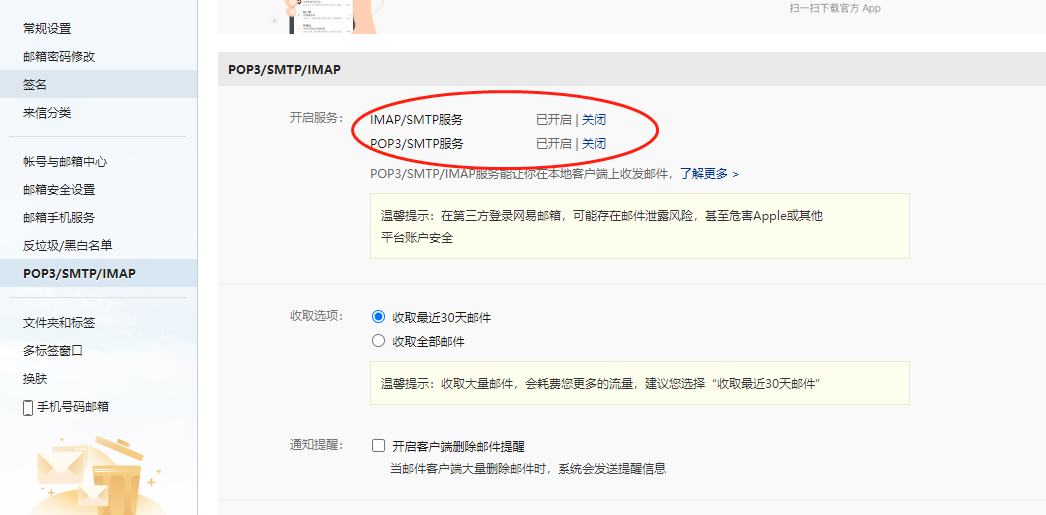 扫一扫下载官方 App
常规设置
邮箱密码修改
签名
来信分类
帐号与邮箱中心
邮箱安全设置
邮箱手机服务
反垃圾/黑白名单
POP3/SMTP/IMAP
文件夹和标签
多标签窗口
换肤
手机号码邮箱
POP3/SMTP/IMAP
开启服务： IMAP/SMTP服务 已开启 | 关闭
POP3/SMTP服务 已开启 | 关闭
POP3/SMTP/IMAP服务能让你在本地客户端上收发邮件，了解更多 >
温馨提示：在第三方登录网易邮箱，可能存在邮件泄露风险，甚至危害Apple或其他
平台账户安全
收取选项： 收取最近30天邮件
收取全部邮件
温馨提示：收取大量邮件，会耗费您更多的流量，建议您选择“收取最近30天邮件”
通知提醒： 开启客户端删除邮件提醒
当邮件客户端大量删除邮件时，系统会发送提醒信息